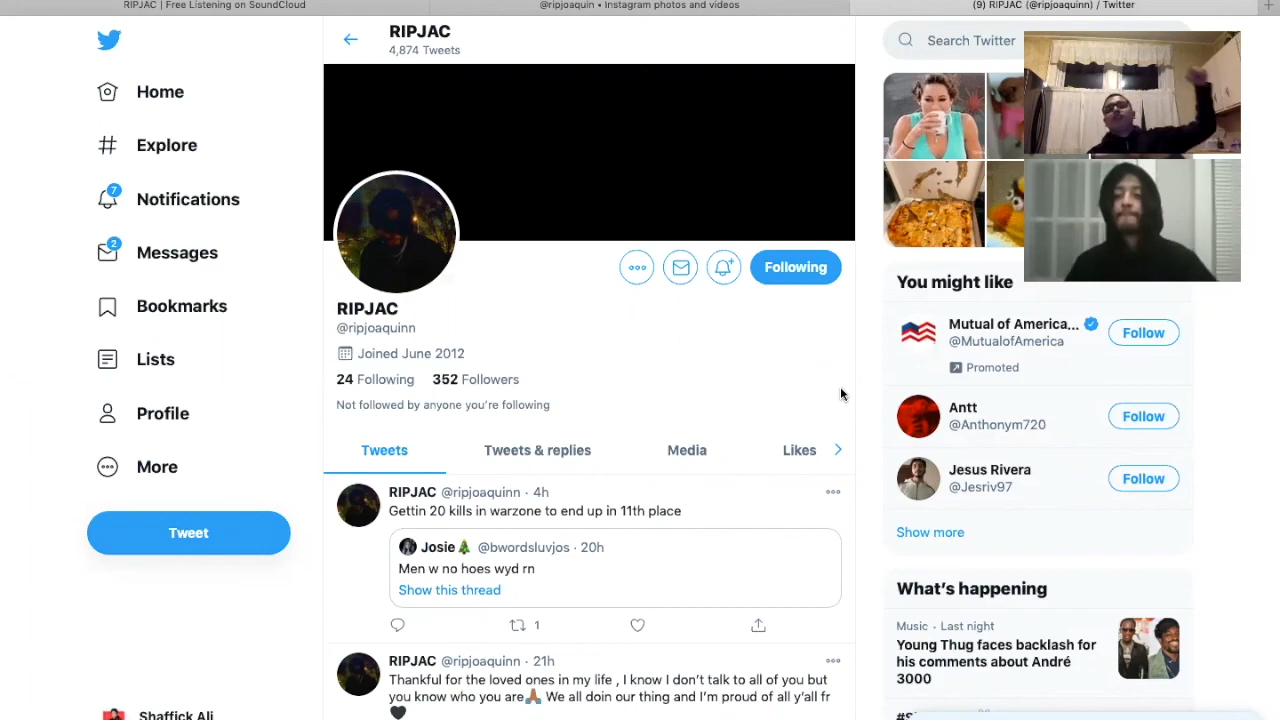 RIPJAC | Free Listening on SoundCloud
@ripjoaquin • Instagram photos and videos
(9) RIPJAC (@ripjoaquinn) / Twitter
RIPJAC
4,874 Tweets
Home
Explore
7
Notifications
2
Messages
Bookmarks
Lists
Profile
More
Tweet
Shaffick Ali
Following
RIPJAC
@ripjoaquinn
Joined June 2012
24 Following 352 Followers
Not followed by anyone you're following
Tweets
Tweets & replies
Media
Likes
RIPJAC @ripjoaquinn · 4h
Gettin 20 kills in warzone to end up in 11th place
Josie🎄 @bwordsluvjos · 20h
Men w no hoes wyd rn
Show this thread
1
RIPJAC @ripjoaquinn · 21h
Thankful for the loved ones in my life , I know I don't talk to all of you but
you know who you are🙏🏾 We all doin our thing and I'm proud of all y'all fr
🖤
Search Twitter
You might like
Mutual of America...
@MutualofAmerica
Follow
Promoted
Antt
@Anthonym720
Follow
Jesus Rivera
@Jesriv97
Follow
Show more
What's happening
Music · Last night
Young Thug faces backlash for
his comments about André
3000